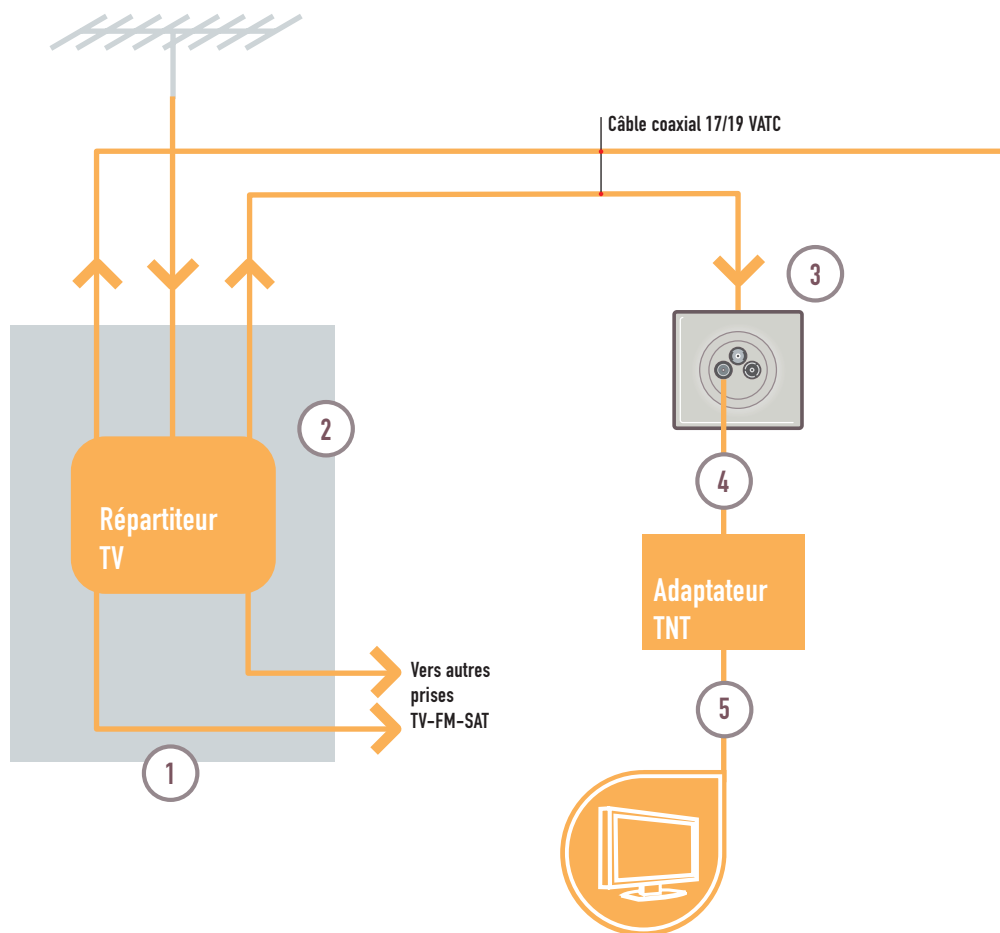 Câble coaxial 17/19 VATC
3
2
4
Répartiteur
TV
Adaptateur
TNT
Vers autres
prises
TV-FM-SAT
5
1